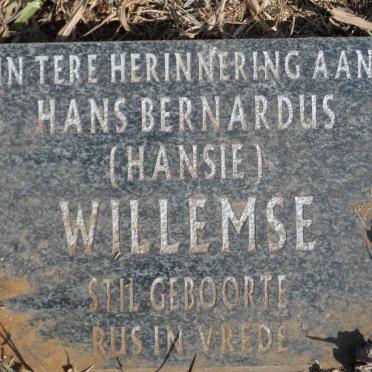 IN TERE HERINNERING AAN
HANS BERNARDUS
(HANSIE)
WILLEMSE
STIL GEBOORTE
RUS IN VREDE